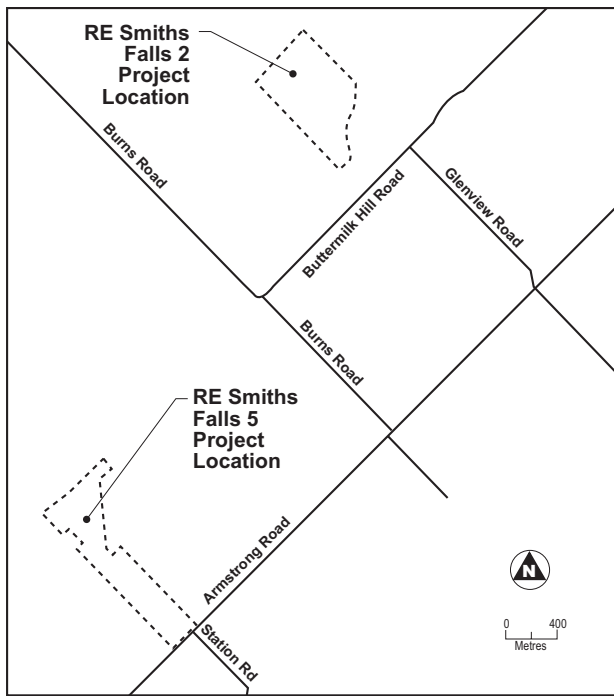 RE Smiths
Falls 2
Project
Location
Burns Road
Buttermilk Hill Road
Glenview Road
Burns Road
RE Smiths
Falls 5
Project
Location
Armstrong Road
Station Rd
N
0 400
Metres